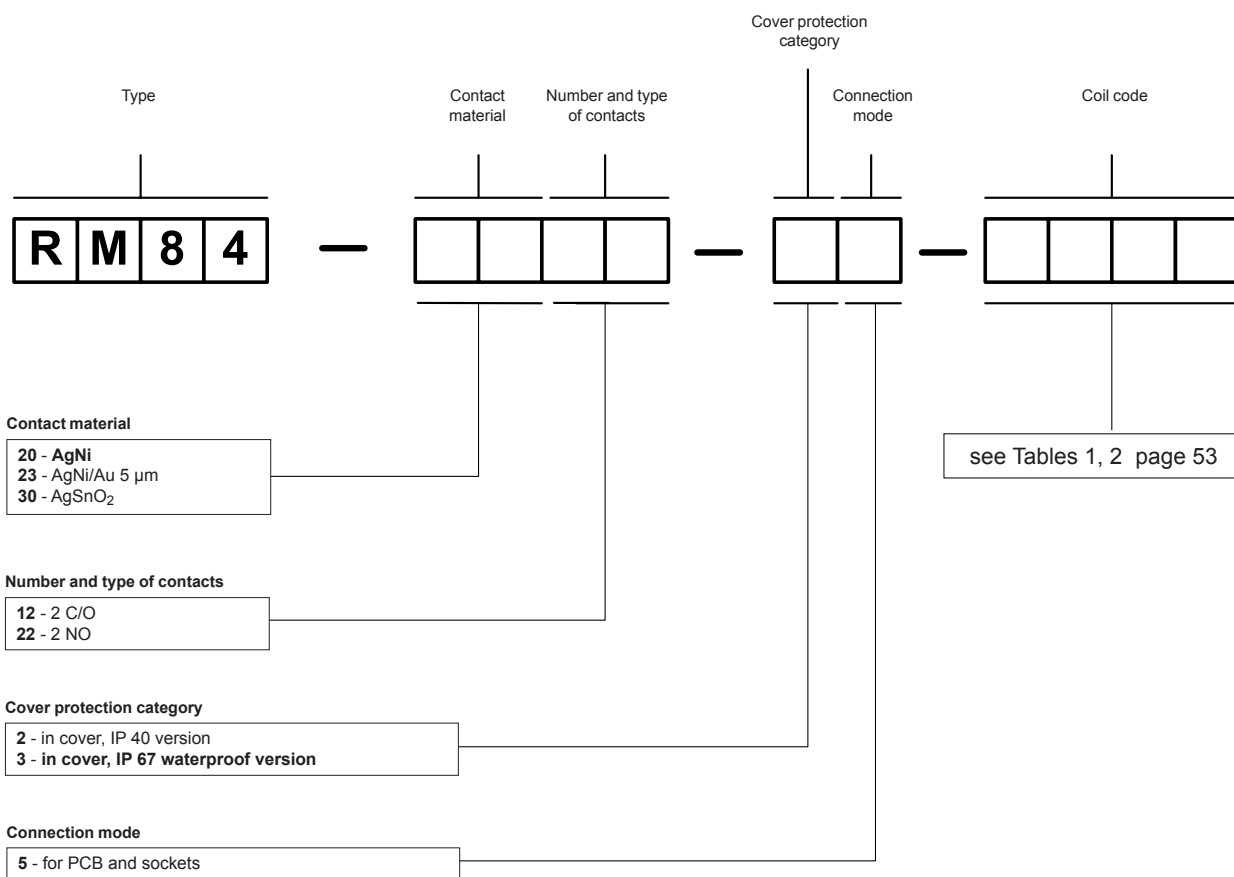 Cover protection
category
Type
Contact
material
Number and type
of contacts
Connection
mode
Coil code
R M 8 4 — — —
Contact material
20 - AgNi
23 - AgNi/Au 5 µm
30 - AgSnO₂
see Tables 1, 2 page 53
Number and type of contacts
12 - 2 C/O
22 - 2 NO
Cover protection category
2 - in cover, IP 40 version
3 - in cover, IP 67 waterproof version
Connection mode
5 - for PCB and sockets